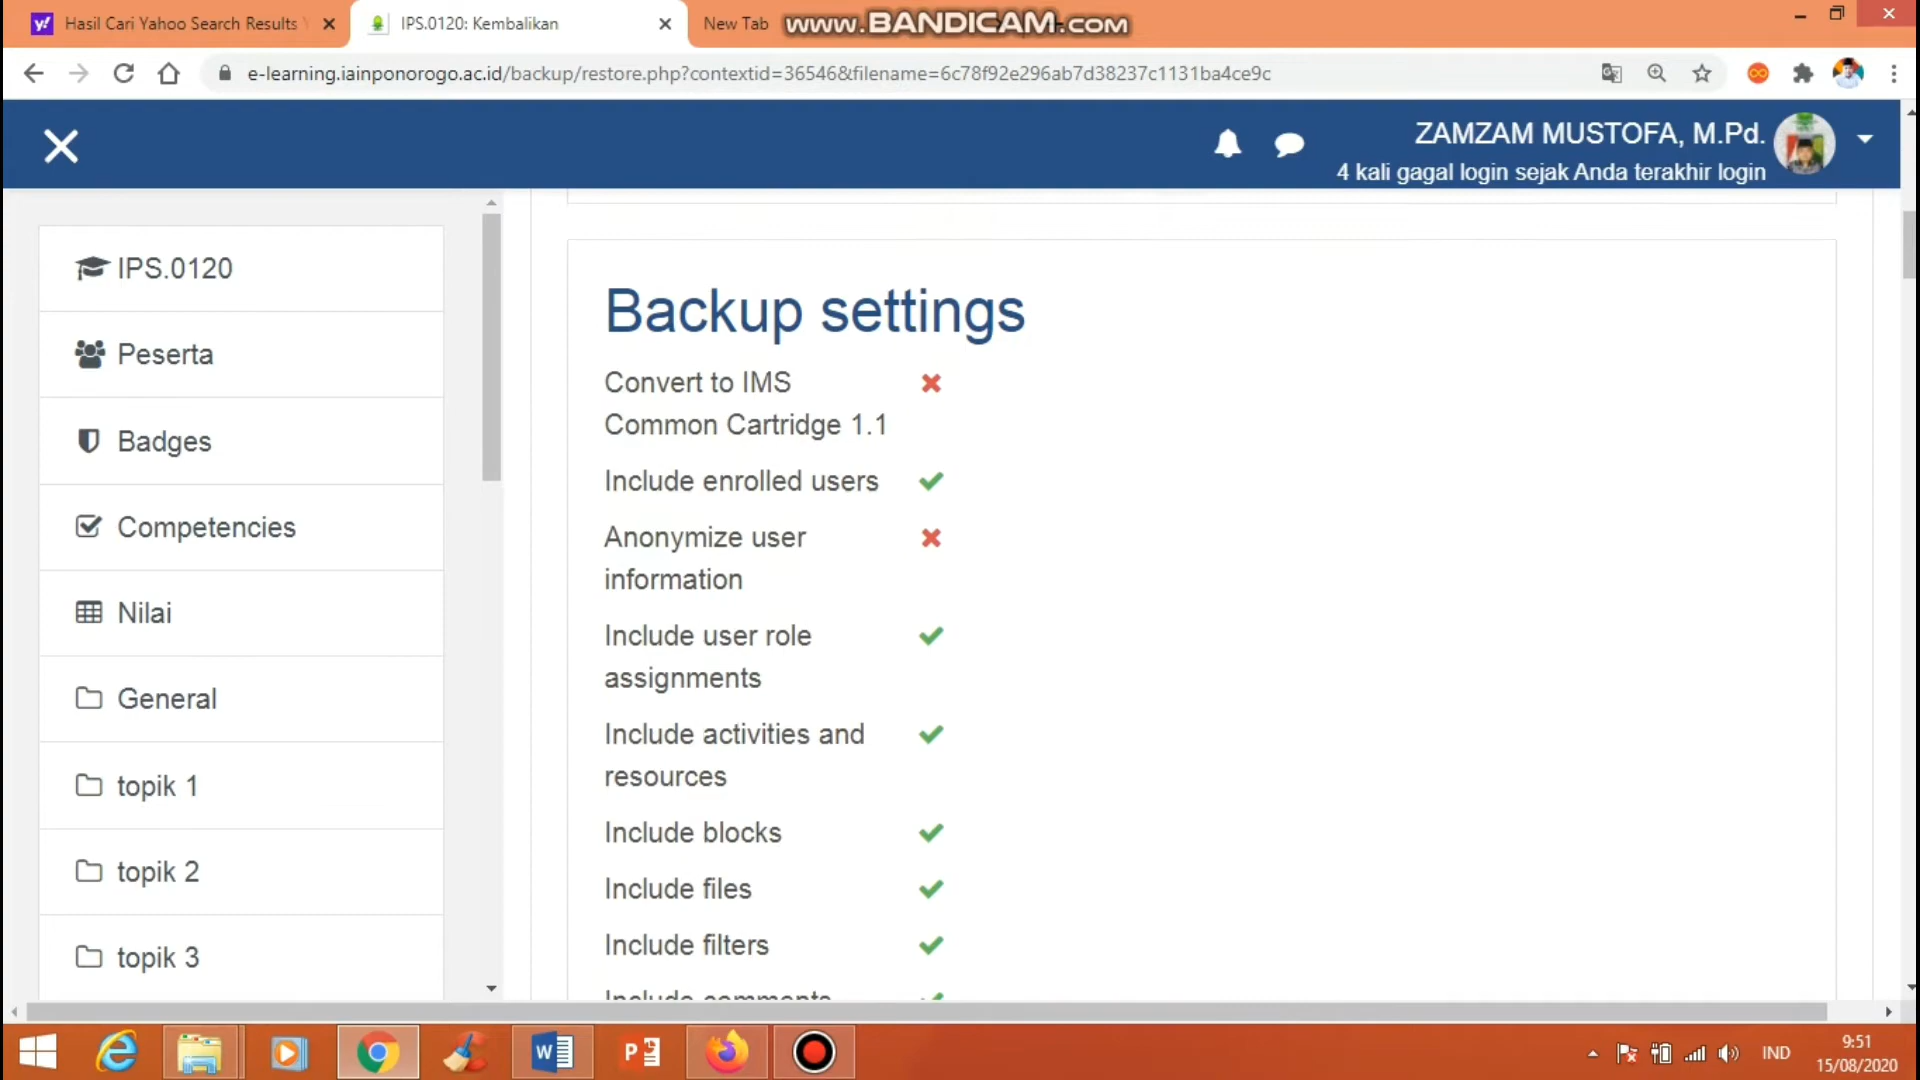 Hasil Cari Yahoo Search Results
IPS.0120: Kembalikan
New Tab
www.BANDICAM.com
e-learning.iainponorogo.ac.id/backup/restore.php?contextid=36546&filename=6c78f92e296ab7d38237c1131ba4ce9c
ZAMZAM MUSTOFA, M.Pd.
4 kali gagal login sejak Anda terakhir login
IPS.0120
Peserta
Badges
Competencies
Nilai
General
topik 1
topik 2
topik 3
Backup settings
Convert to IMS
Common Cartridge 1.1
Include enrolled users
Anonymize user
information
Include user role
assignments
Include activities and
resources
Include blocks
Include files
Include filters
Include comments
IND
9:51
15/08/2020